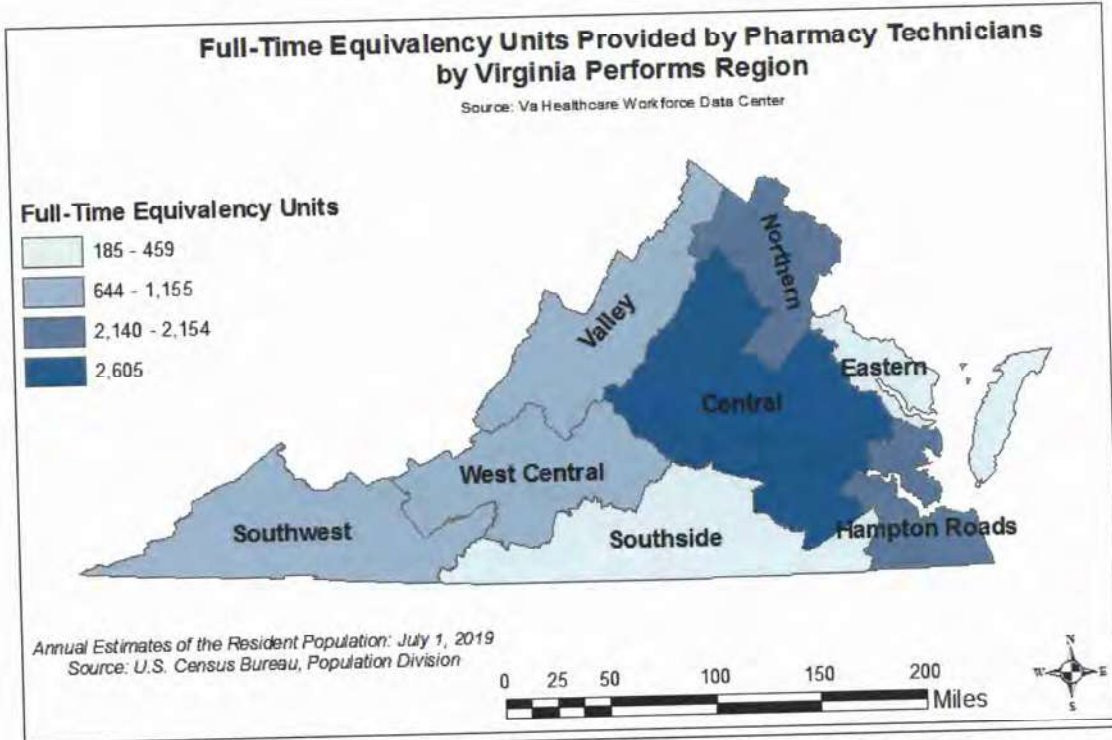 Full-Time Equivalency Units Provided by Pharmacy Technicians
by Virginia Performs Region
Source: Va Healthcare Workforce Data Center
Full-Time Equivalency Units
185 - 459
644 - 1,155
2,140 - 2,154
2,605
Northern
Valley
Eastern
Central
West Central
Southwest
Southside
Hampton Roads
Annual Estimates of the Resident Population: July 1, 2019
Source: U.S. Census Bureau, Population Division
0 25 50 100 150 200
Miles
N
W E
S